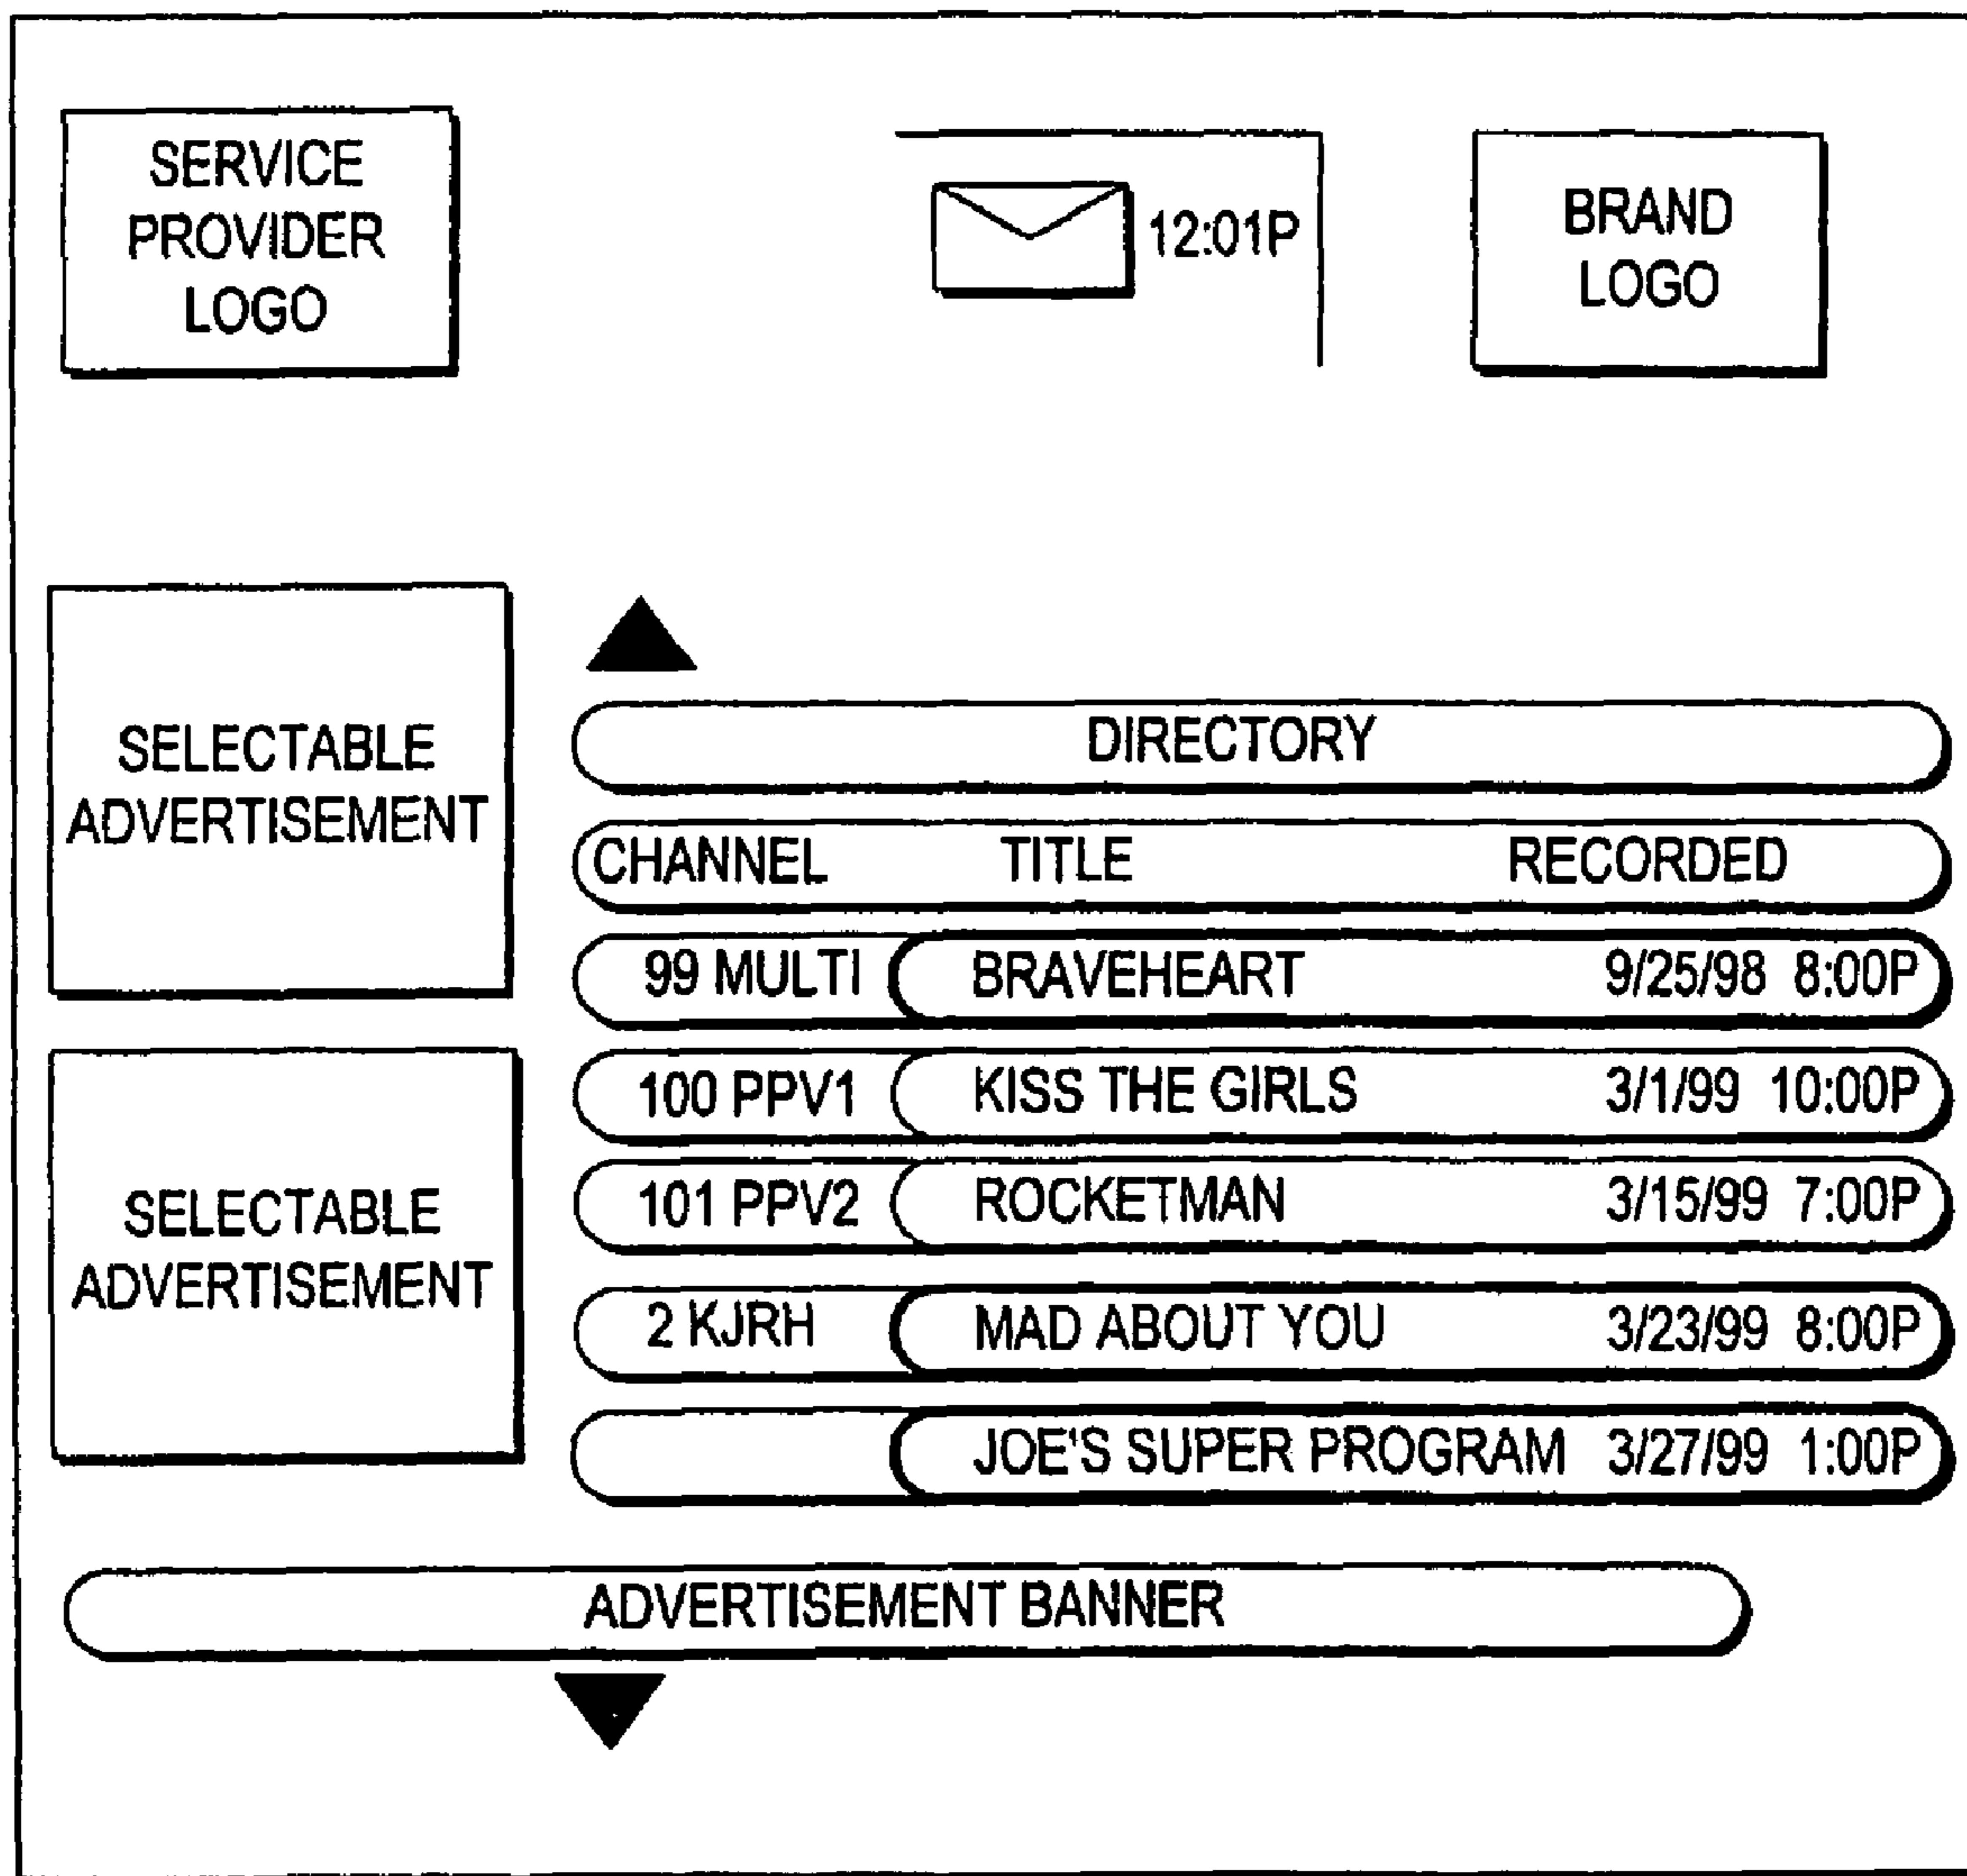 SERVICE
PROVIDER
LOGO
12:01P
BRAND
LOGO
SELECTABLE
ADVERTISEMENT
SELECTABLE
ADVERTISEMENT
DIRECTORY
CHANNEL TITLE RECORDED
99 MULTI BRAVEHEART 9/25/98 8:00P
100 PPV1 KISS THE GIRLS 3/1/99 10:00P
101 PPV2 ROCKETMAN 3/15/99 7:00P
2 KJRH MAD ABOUT YOU 3/23/99 8:00P
JOE'S SUPER PROGRAM 3/27/99 1:00P
ADVERTISEMENT BANNER